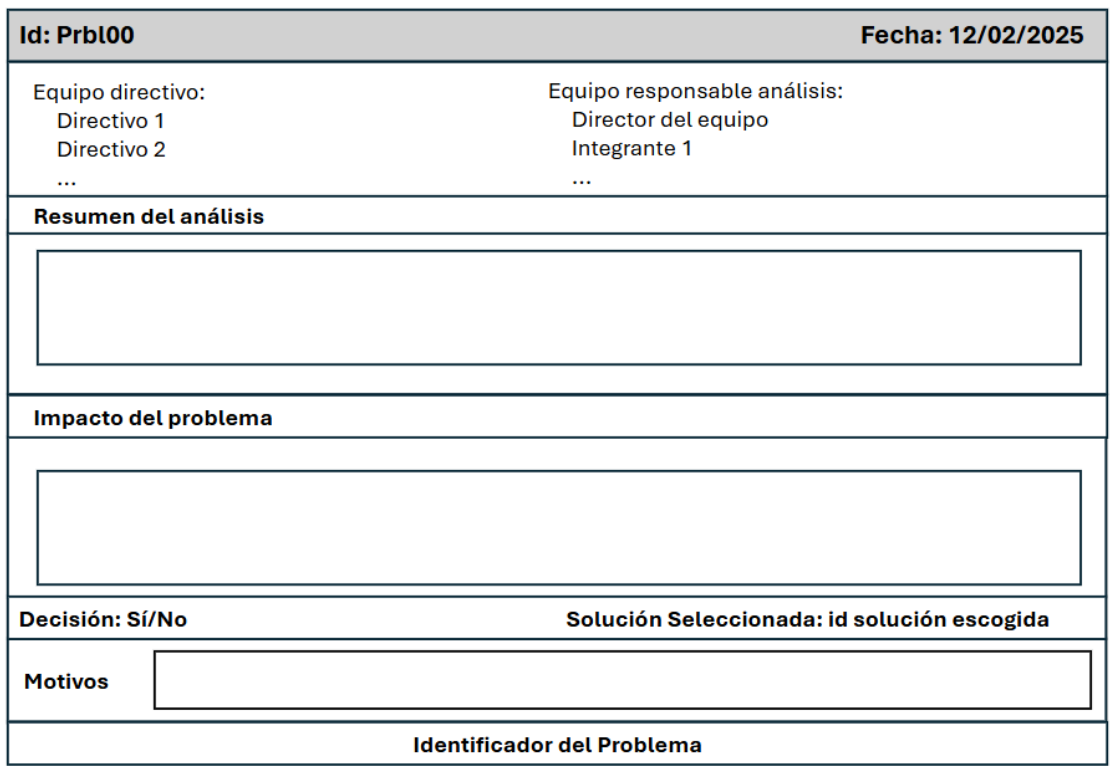 Id: Prbl00
Fecha: 12/02/2025
Equipo directivo:
Directivo 1
Directivo 2
...
Equipo responsable análisis:
Director del equipo
Integrante 1
...
Resumen del análisis
Impacto del problema
Decisión: Sí/No
Solución Seleccionada: id solución escogida
Motivos
Identificador del Problema